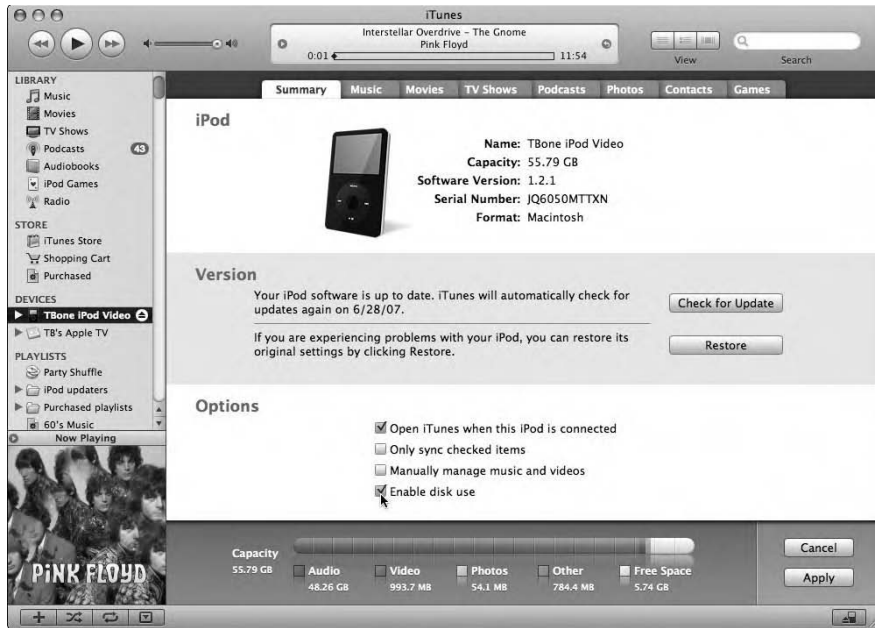 iTunes
Interstellar Overdrive – The Gnome
Pink Floyd
0:01
11:54
View
Search
LIBRARY
Music
Movies
TV Shows
Podcasts
43
Audiobooks
iPod Games
Radio
STORE
iTunes Store
Shopping Cart
Purchased
DEVICES
TBone iPod Video
TB's Apple TV
PLAYLISTS
Party Shuffle
iPod updaters
Purchased playlists
60's Music
Now Playing
PiNK FLOYD
Summary Music Movies TV Shows Podcasts Photos Contacts Games
iPod
Name: TBone iPod Video
Capacity: 55.79 GB
Software Version: 1.2.1
Serial Number: JQ6050MTTXN
Format: Macintosh
Version
Your iPod software is up to date. iTunes will automatically check for
updates again on 6/28/07.
Check for Update
If you are experiencing problems with your iPod, you can restore its
original settings by clicking Restore.
Restore
Options
Open iTunes when this iPod is connected
Only sync checked items
Manually manage music and videos
Enable disk use
Capacity
55.79 GB
Audio
48.26 GB
Video
993.7 MB
Photos
54.1 MB
Other
784.4 MB
Free Space
5.74 GB
Cancel
Apply